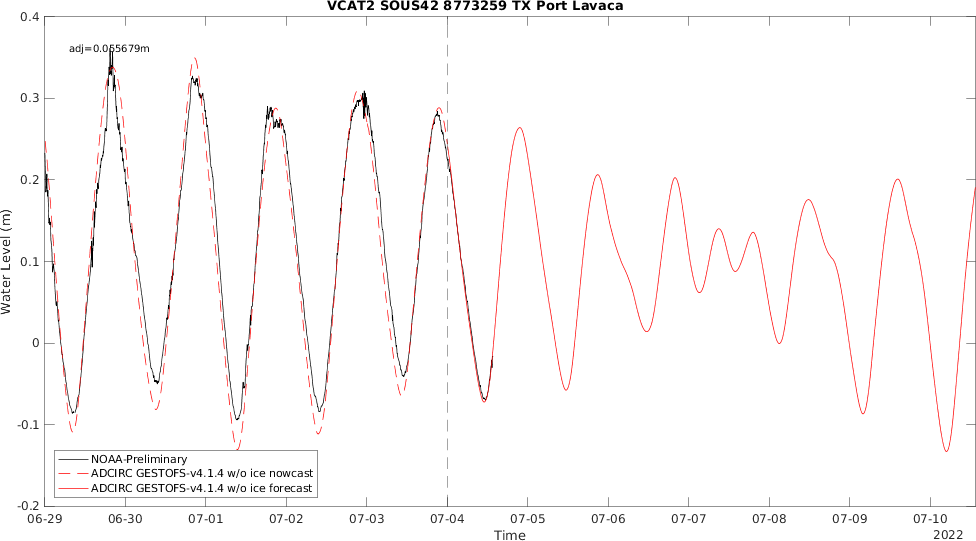 VCAT2 SOUS42 8773259 TX Port Lavaca
adj=0.055679m
0.4
0.3
0.2
0.1
0
-0.1
-0.2
Water Level (m)
NOAA-Preliminary
ADCIRC GESTOFS-v4.1.4 w/o ice nowcast
ADCIRC GESTOFS-v4.1.4 w/o ice forecast
06-29 06-30 07-01 07-02 07-03 07-04 07-05 07-06 07-07 07-08 07-09 07-10
Time
2022